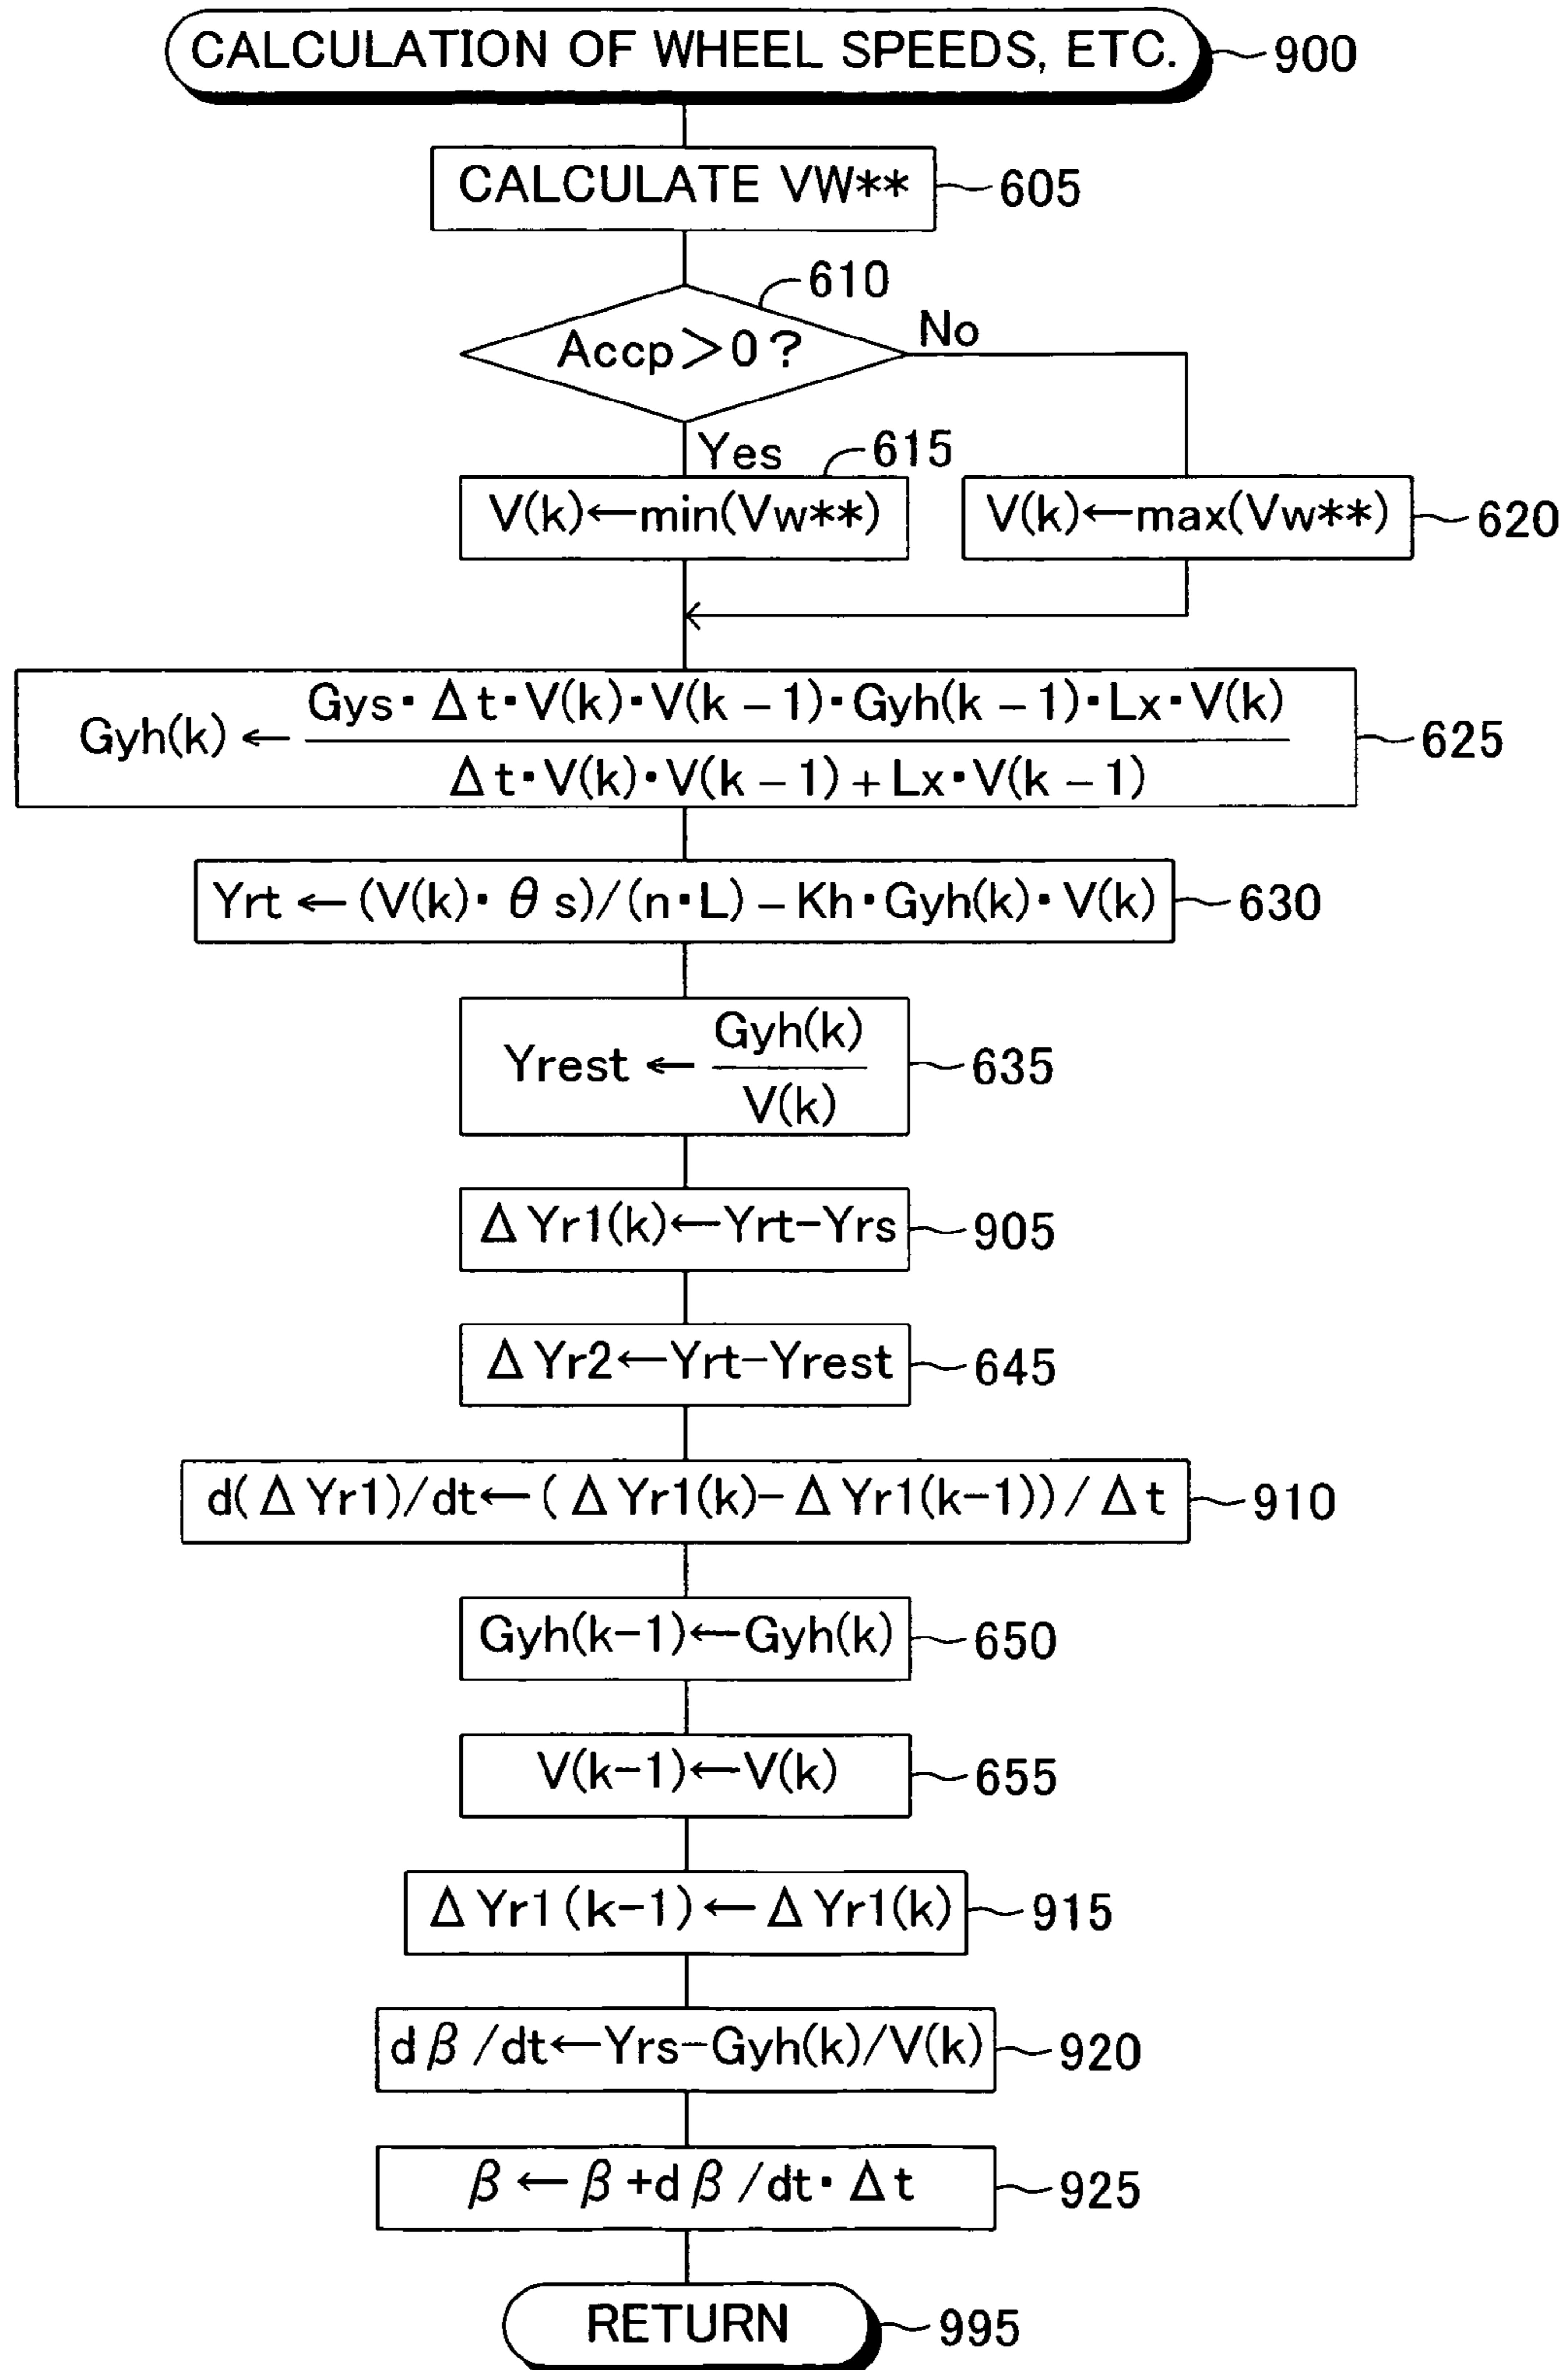 CALCULATION OF WHEEL SPEEDS, ETC.
900
CALCULATE VW**
605
610
Accp>0?
No
Yes
615
V(k)←min(Vw**)
V(k)←max(Vw**)
620
Gyh(k) ←
Gys・Δt・V(k)・V(k-1)・Gyh(k-1)・Lx・V(k)
Δt・V(k)・V(k-1)+Lx・V(k-1)
625
Yrt ← (V(k)・θs)/(n・L)-Kh・Gyh(k)・V(k)
630
Yrest ←
Gyh(k)
V(k)
635
ΔYr1(k)←Yrt-Yrs
905
ΔYr2←Yrt-Yrest
645
d(ΔYr1)/dt←(ΔYr1(k)-ΔYr1(k-1))/Δt
910
Gyh(k-1)←Gyh(k)
650
V(k-1)←V(k)
655
ΔYr1(k-1)←ΔYr1(k)
915
dβ/dt←Yrs-Gyh(k)/V(k)
920
β←β+dβ/dt・Δt
925
RETURN
995